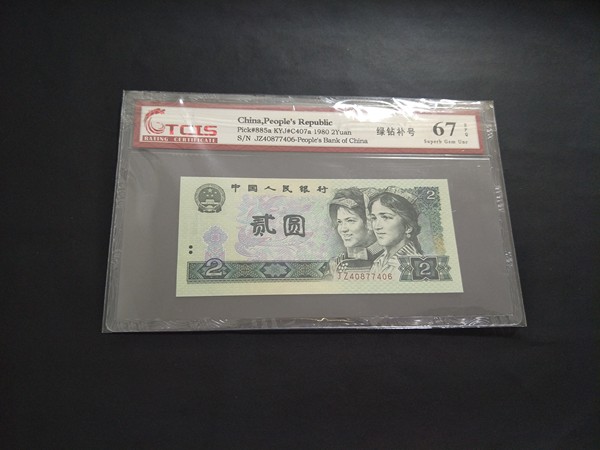 TCIS
RATING CERTIFICATE
China,People's Republic
Pick#885a KYJ#C407a 1980 2Yuan
S/N JZ40877406-People's Bank of China
绿钻补号
67 EPQ
Superb Gem Unc
中国人民银行
贰圆
2
2
2
JZ40877406